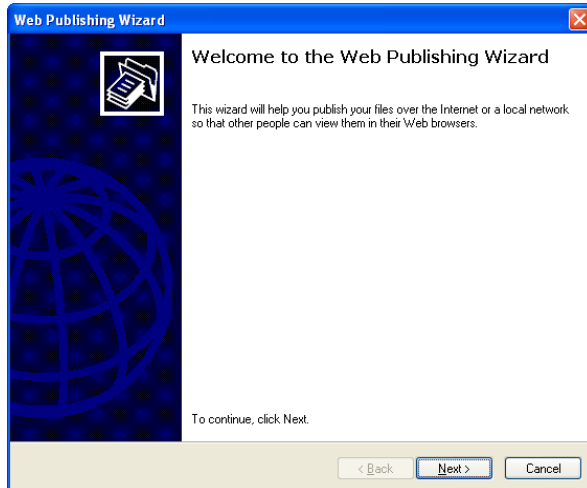 Web Publishing Wizard
Welcome to the Web Publishing Wizard
This wizard will help you publish your files over the Internet or a local network
so that other people can view them in their Web browsers.
To continue, click Next.
< Back Next > Cancel